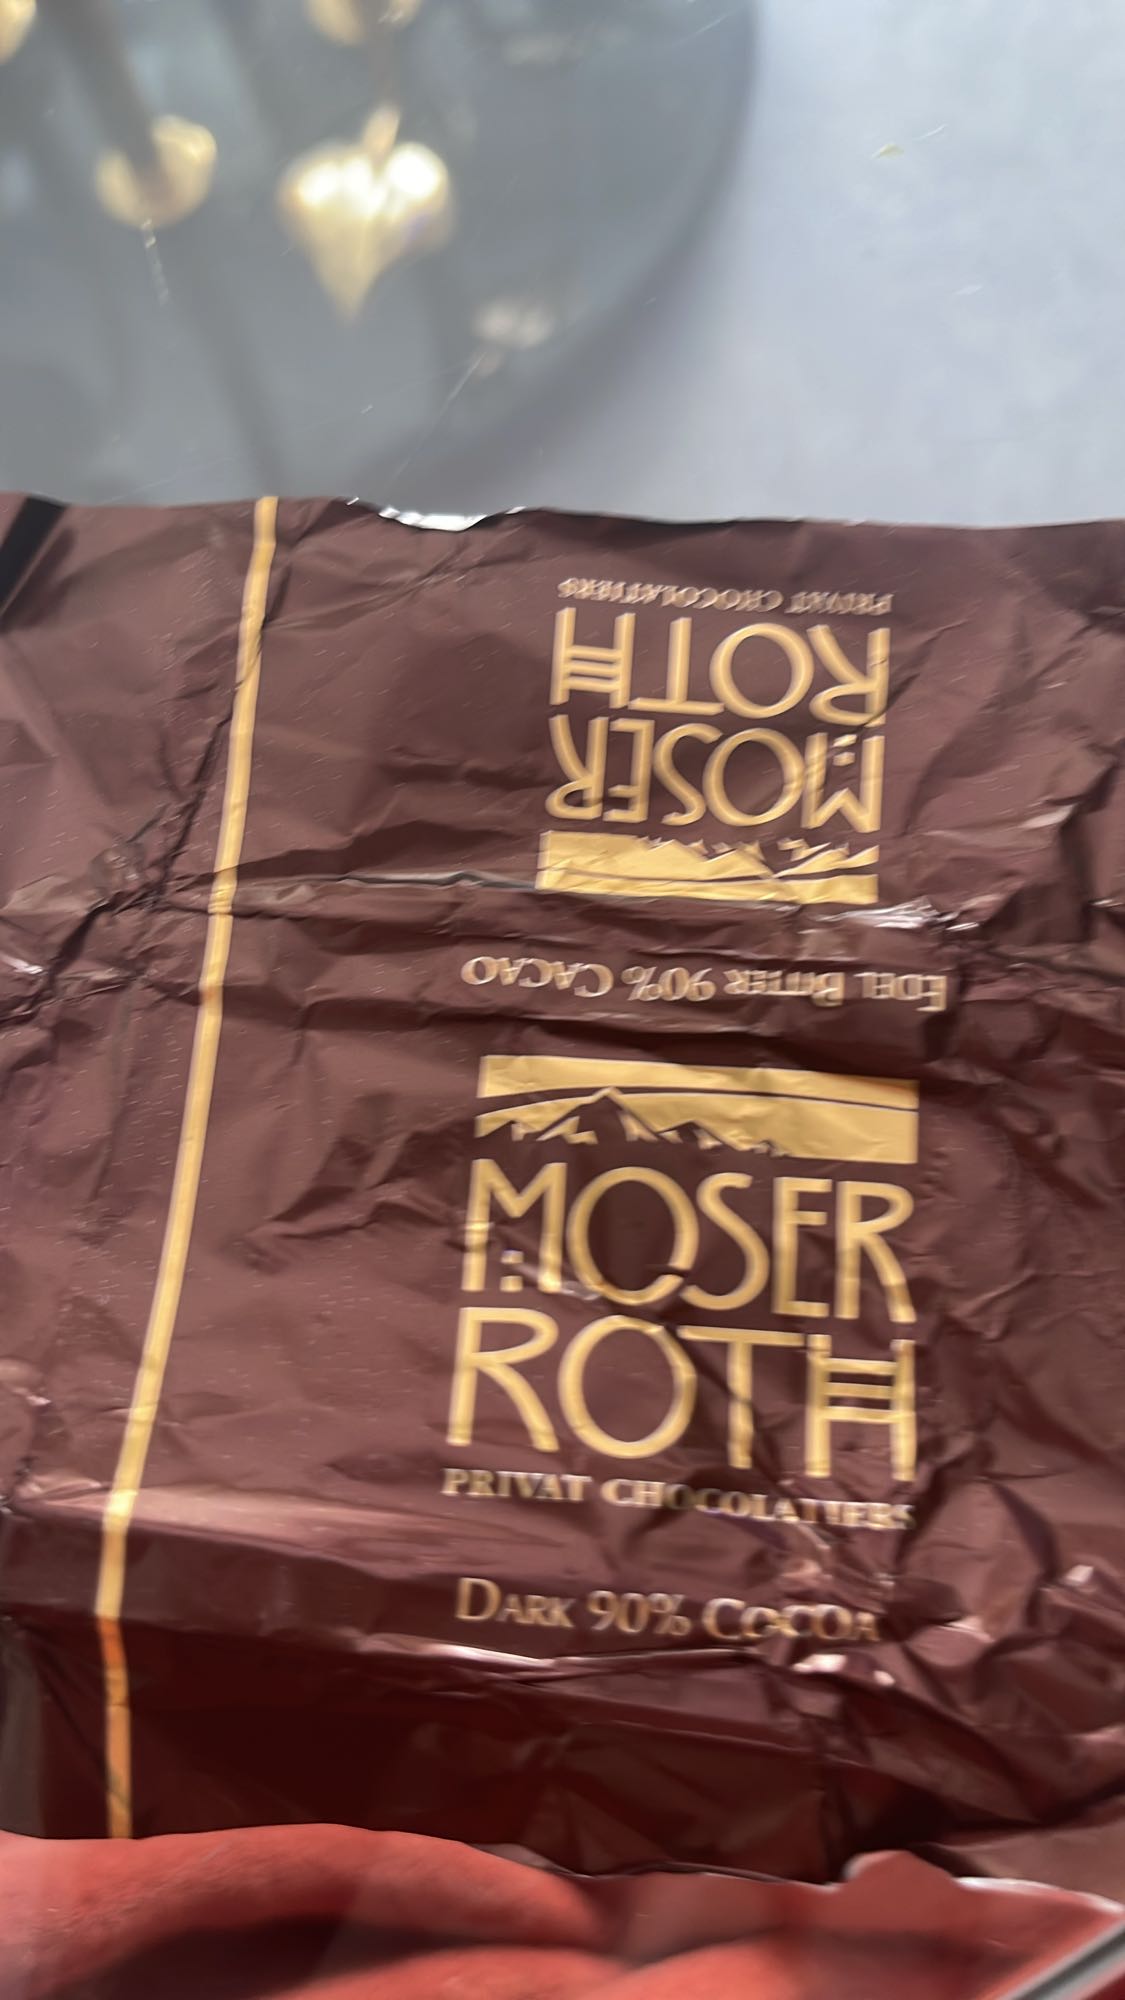 PRIVAT CHOCOLATIERS
ROTH
MOSER
EDEL BITTER 90% CACAO
MOSER
ROTH
PRIVAT CHOCOLATIERS
DARK 90% COCOA